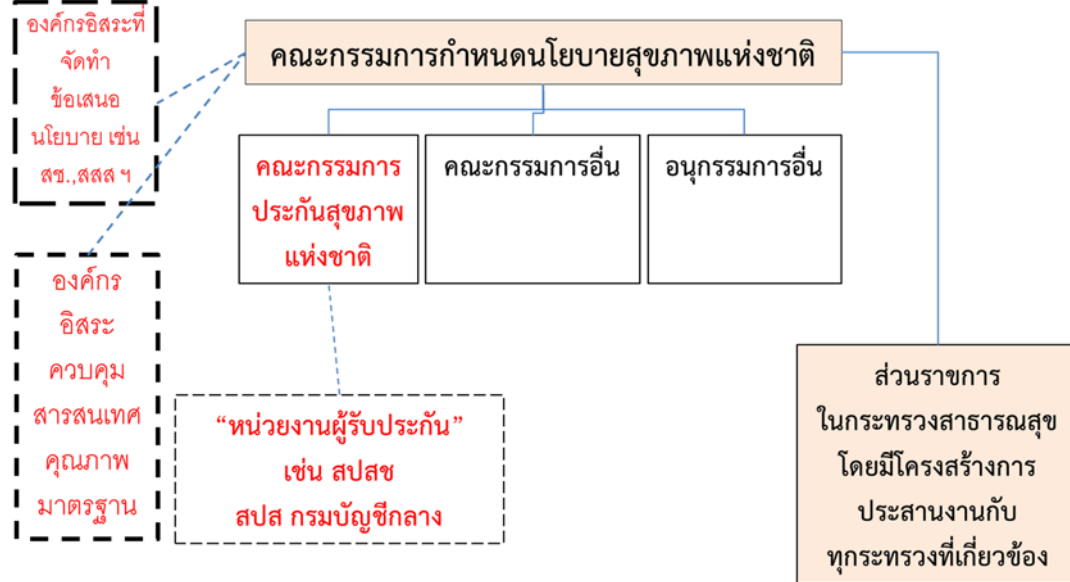 องค์กรอิสระที่
จัดทำ
ข้อเสนอ
นโยบาย เช่น
สช.,สสส ฯ
คณะกรรมการกำหนดนโยบายสุขภาพแห่งชาติ
คณะกรรมการ
ประกันสุขภาพ
แห่งชาติ
คณะกรรมการอื่น
อนุกรรมการอื่น
องค์กร
อิสระ
ควบคุม
สารสนเทศ
คุณภาพ
มาตรฐาน
“หน่วยงานผู้รับประกัน”
เช่น สปสช
สปส กรมบัญชีกลาง
ส่วนราชการ
ในกระทรวงสาธารณสุข
โดยมีโครงสร้างการ
ประสานงานกับ
ทุกระทรวงที่เกี่ยวข้อง